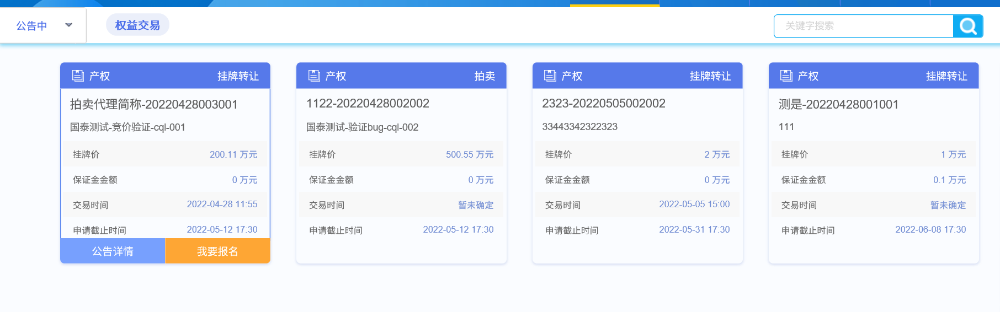 公告中
权益交易
关键字搜索
产权 挂牌转让
拍卖代理简称-20220428003001
国泰测试-竞价验证-cql-001
挂牌价 200.11 万元
保证金金额 0 万元
交易时间 2022-04-28 11:55
申请截止时间 2022-05-12 17:30
公告详情 我要报名
产权 拍卖
1122-20220428002002
国泰测试-验证bug-cql-002
挂牌价 500.55 万元
保证金金额 0 万元
交易时间 暂未确定
申请截止时间 2022-05-12 17:30
产权 挂牌转让
2323-20220505002002
33443342322323
挂牌价 2 万元
保证金金额 0 万元
交易时间 2022-05-05 15:00
申请截止时间 2022-05-31 17:30
产权 挂牌转让
测是-20220428001001
111
挂牌价 1 万元
保证金金额 0.1 万元
交易时间 暂未确定
申请截止时间 2022-06-08 17:30